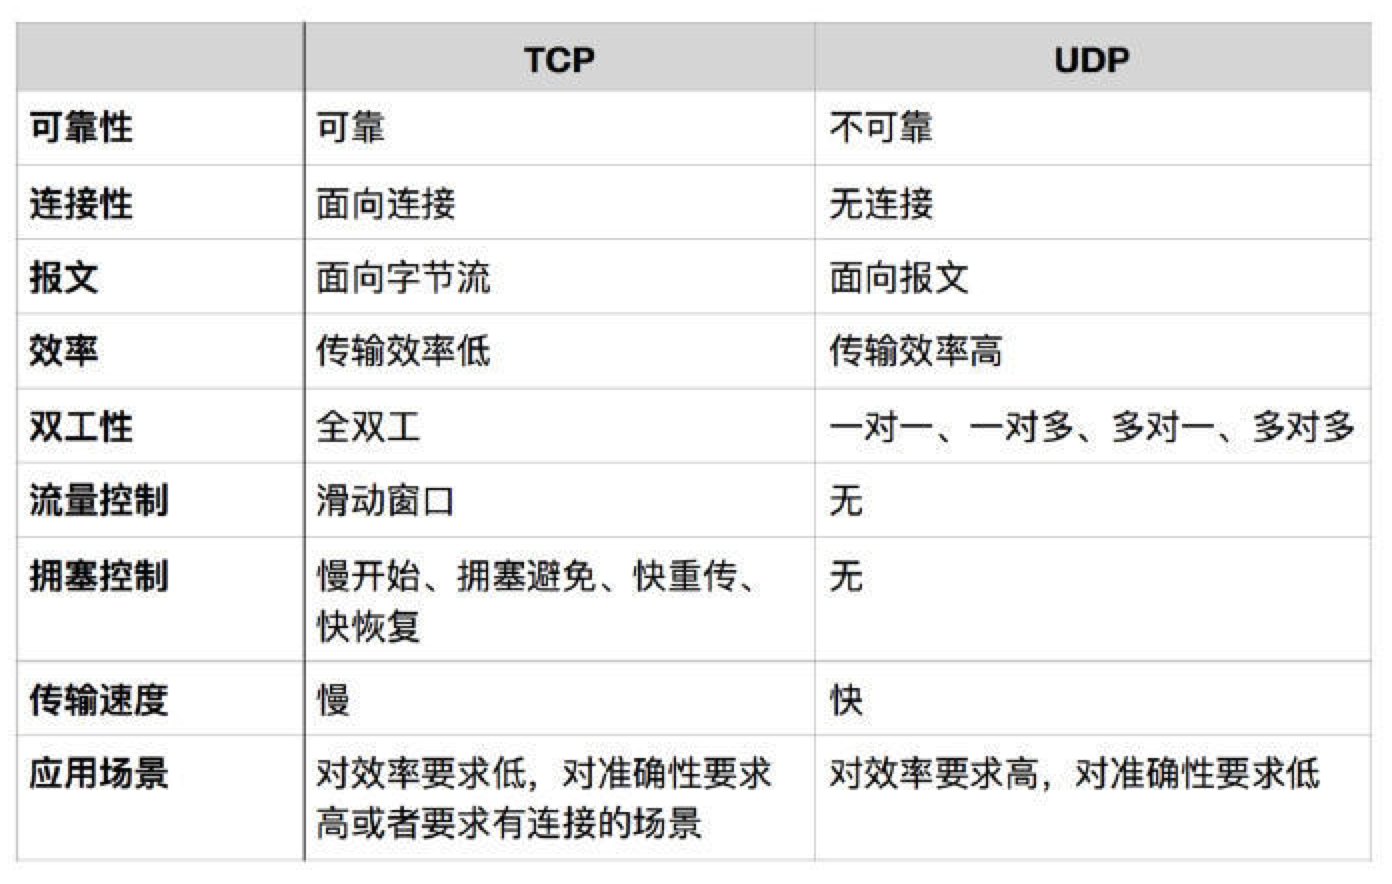 TCP UDP
可靠性 可靠 不可靠
连接性 面向连接 无连接
报文 面向字节流 面向报文
效率 传输效率低 传输效率高
双工性 全双工 一对一、一对多、多对一、多对多
流量控制 滑动窗口 无
拥塞控制 慢开始、拥塞避免、快重传、 无
快恢复
传输速度 慢 快
应用场景 对效率要求低，对准确性要求 对效率要求高，对准确性要求低
高或者要求有连接的场景